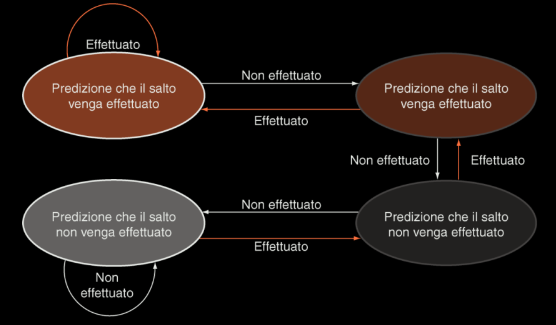 Effettuato
Predizione che il salto
venga effettuato
Non effettuato
Effettuato
Predizione che il salto
venga effettuato
Non effettuato
Effettuato
Predizione che il salto
non venga effettuato
Non effettuato
Effettuato
Predizione che il salto
non venga effettuato
Non
effettuato